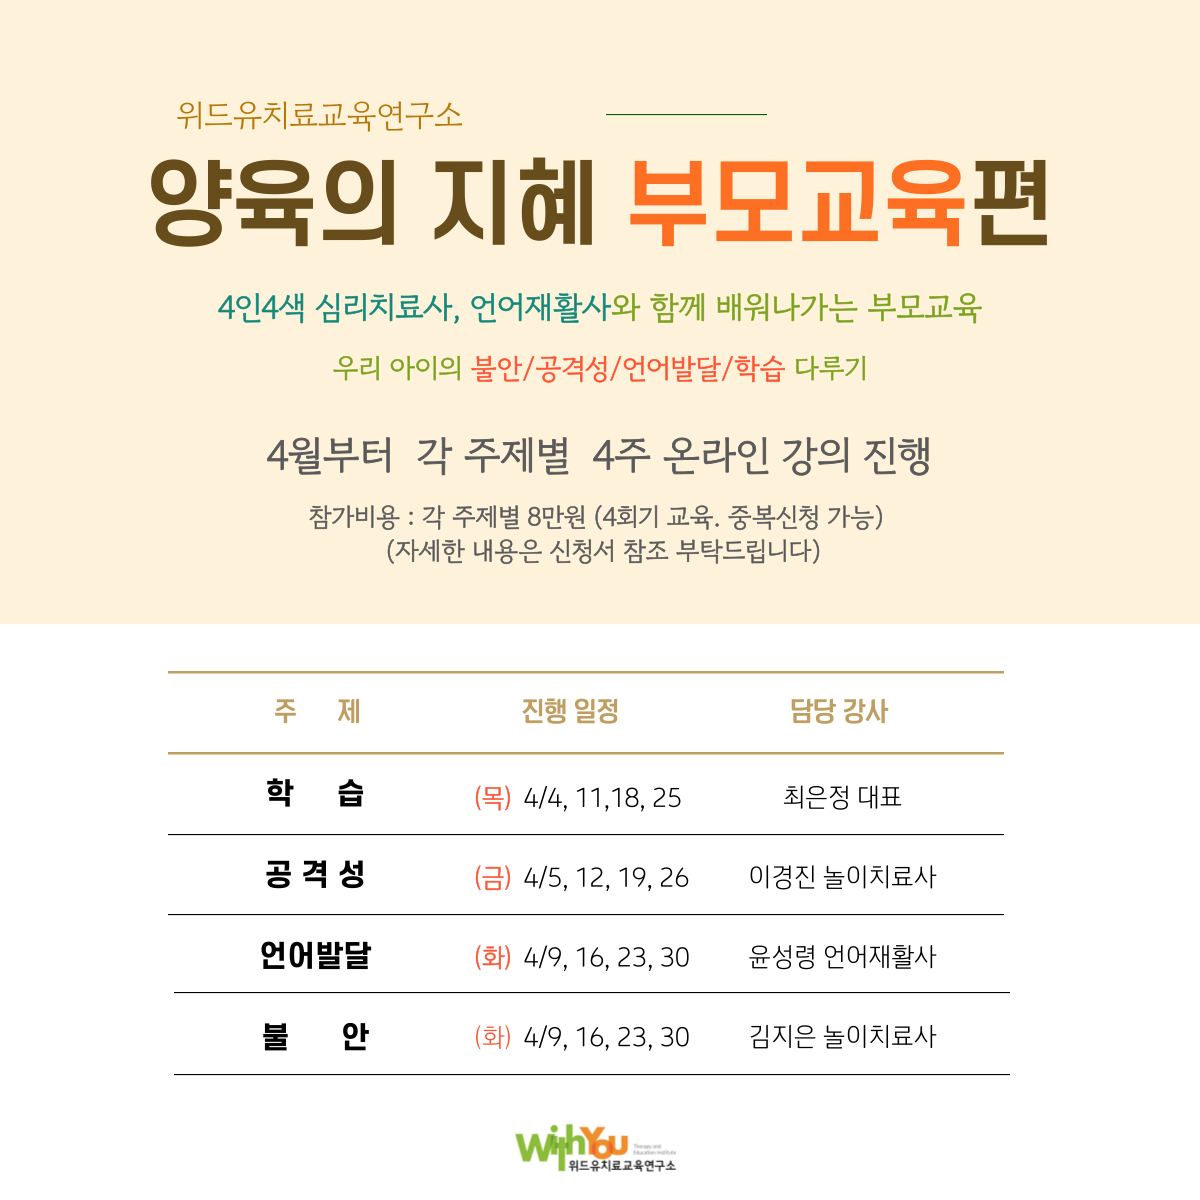 위드유치료교육연구소
양육의 지혜 부모교육편
4인4색 심리치료사, 언어재활사와 함께 배워나가는 부모교육
우리 아이의 불안/공격성/언어발달/학습 다루기
4월부터 각 주제별 4주 온라인 강의 진행
참가비용 : 각 주제별 8만원 (4회기 교육. 중복신청 가능)
(자세한 내용은 신청서 참조 부탁드립니다)
주 제 진행 일정 담당 강사
학 습 (목) 4/4, 11,18, 25 최은정 대표
공 격 성 (금) 4/5, 12, 19, 26 이경진 놀이치료사
언어발달 (화) 4/9, 16, 23, 30 윤성령 언어재활사
불 안 (화) 4/9, 16, 23, 30 김지은 놀이치료사
WithYou Therapy and
Education Institute
위드유치료교육연구소